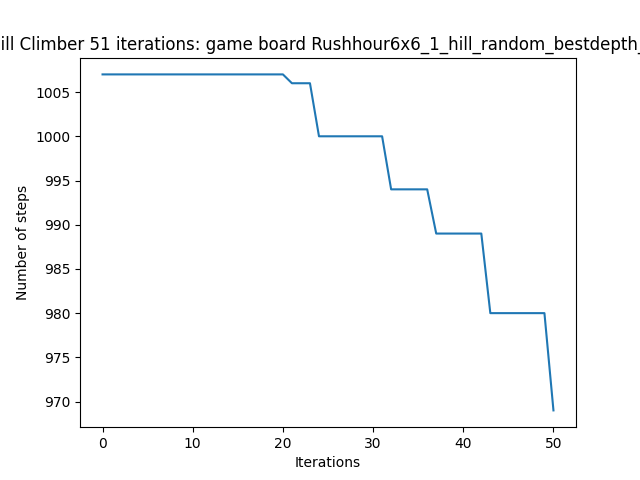 ill Climber 51 iterations: game board Rushhour6x6_1_hill_random_bestdepth_
1005
1000
995
990
985
980
975
970
Number of steps
0 10 20 30 40 50
Iterations